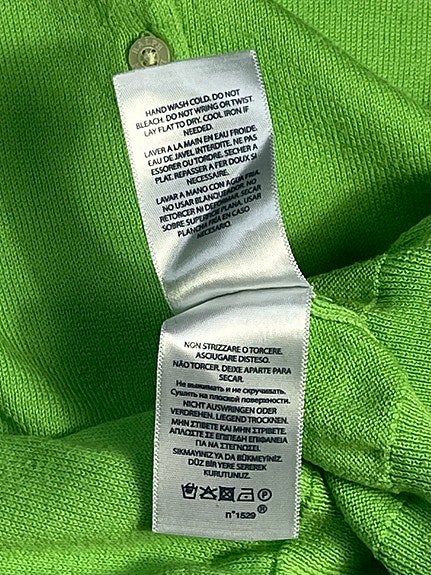 HAND WASH COLD. DO NOT
BLEACH. DO NOT WRING OR TWIST.
LAY FLAT TO DRY. COOL IRON IF
NEEDED.
LAVER A LA MAIN EN EAU FROIDE.
EAU DE JAVEL INTERDITE. NE PAS
ESSORER OU TORDRE. SECHER A
PLAT. REPASSER A FER DOUX SI
NECESSAIRE.
LAVAR A MANO CON AGUA FRIA.
NO USAR BLANQUEADOR. NO
RETORCER NI DEFORMAR. SECAR
SOBRE SUPERFICIE PLANA. USAR
PLANCHA FRIA EN CASO
NECESARIO.
NON STRIZZARE O TORCERE.
ASCIUGARE DISTESO.
NÃO TORCER. DEIXE APARTE PARA
SECAR.
Не выжимать и не скручивать.
Сушить на плоской поверхности.
NICHT AUSWRINGEN ODER
VERDREHEN. LIEGEND TROCKNEN.
ΜΗΝ ΣΤΙΒΕΤΕ ΚΑΙ ΜΗΝ ΣΤΡΙΒΕΤΕ.
ΑΠΛΩΣΤΕ ΣΕ ΕΠΙΠΕΔΗ ΕΠΙΦΑΝΕΙΑ
ΓΙΑ ΝΑ ΣΤΕΓΝΩΣΕΙ.
SIKMAYINIZ YA DA BÜKMEYİNİZ.
DÜZ BİR YERE SEREREK
KURUTUNUZ.
P
n°1529 ®